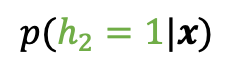 p(h₂ = 1|x)